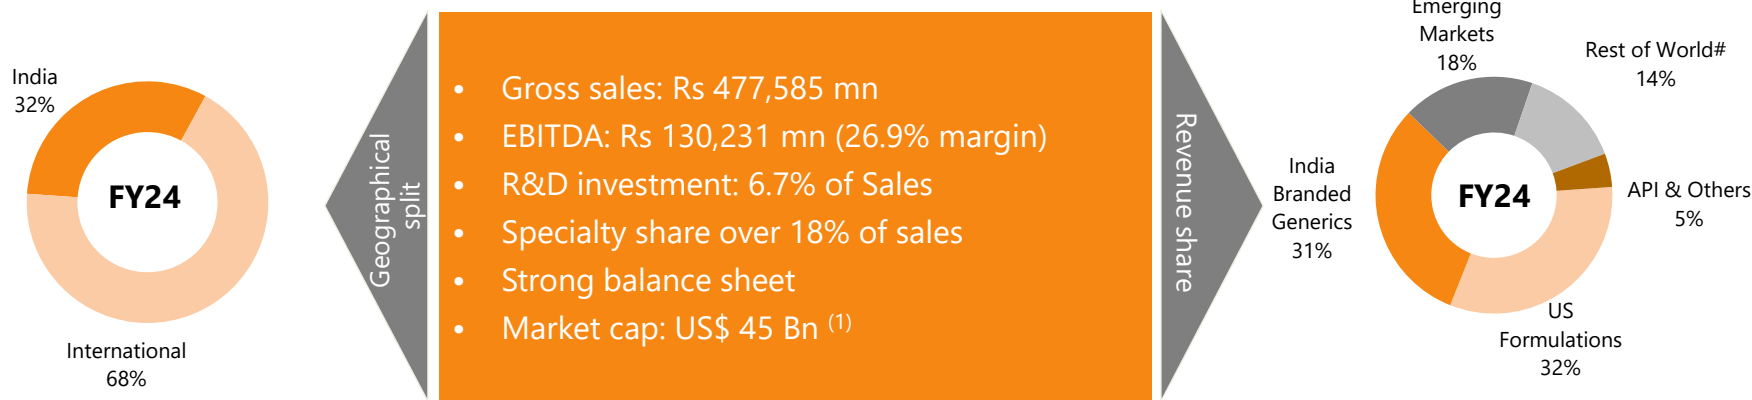 India
32%
FY24
International
68%
Geographical
split
• Gross sales: Rs 477,585 mn
• EBITDA: Rs 130,231 mn (26.9% margin)
• R&D investment: 6.7% of Sales
• Specialty share over 18% of sales
• Strong balance sheet
• Market cap: US$ 45 Bn (1)
Revenue share
Emerging
Markets
18%
Rest of World#
14%
India
Branded
Generics
31%
FY24
API & Others
5%
US
Formulations
32%